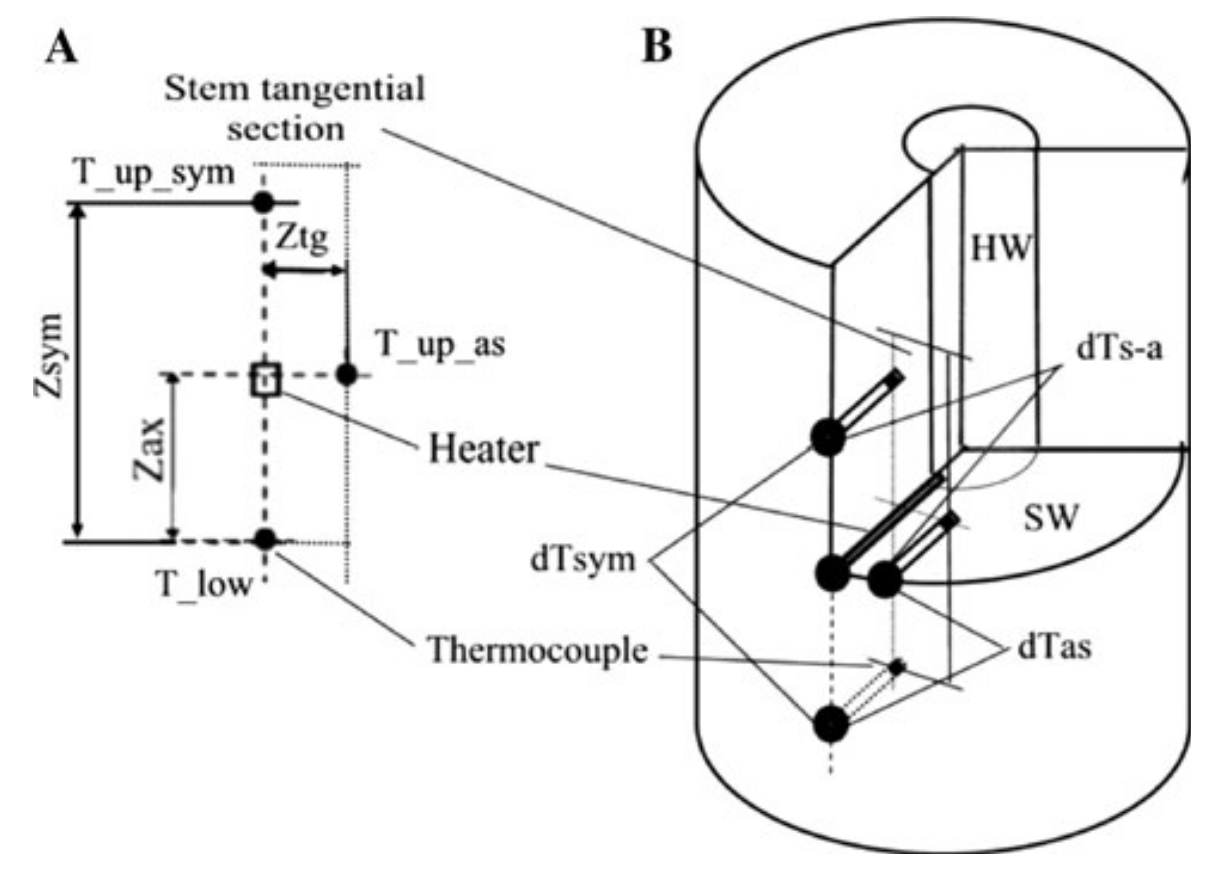 A
B
Stem tangential
section
T_up_sym
Ztg
HW
Zsym
T_up_as
dTs-a
Zax
Heater
SW
dTsym
T_low
Thermocouple
dTas